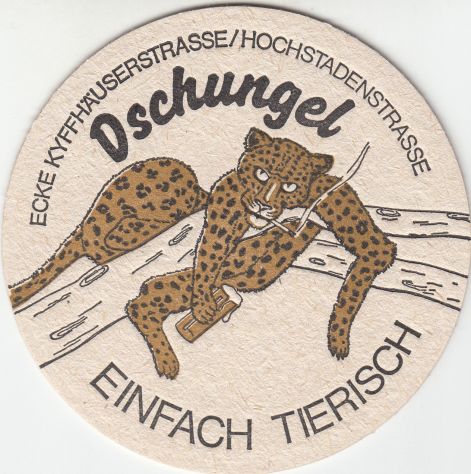 ECKE KYFFHÄUSERSTRASSE/HOCHSTADENSTRASSE
Dschungel
EINFACH TIERISCH